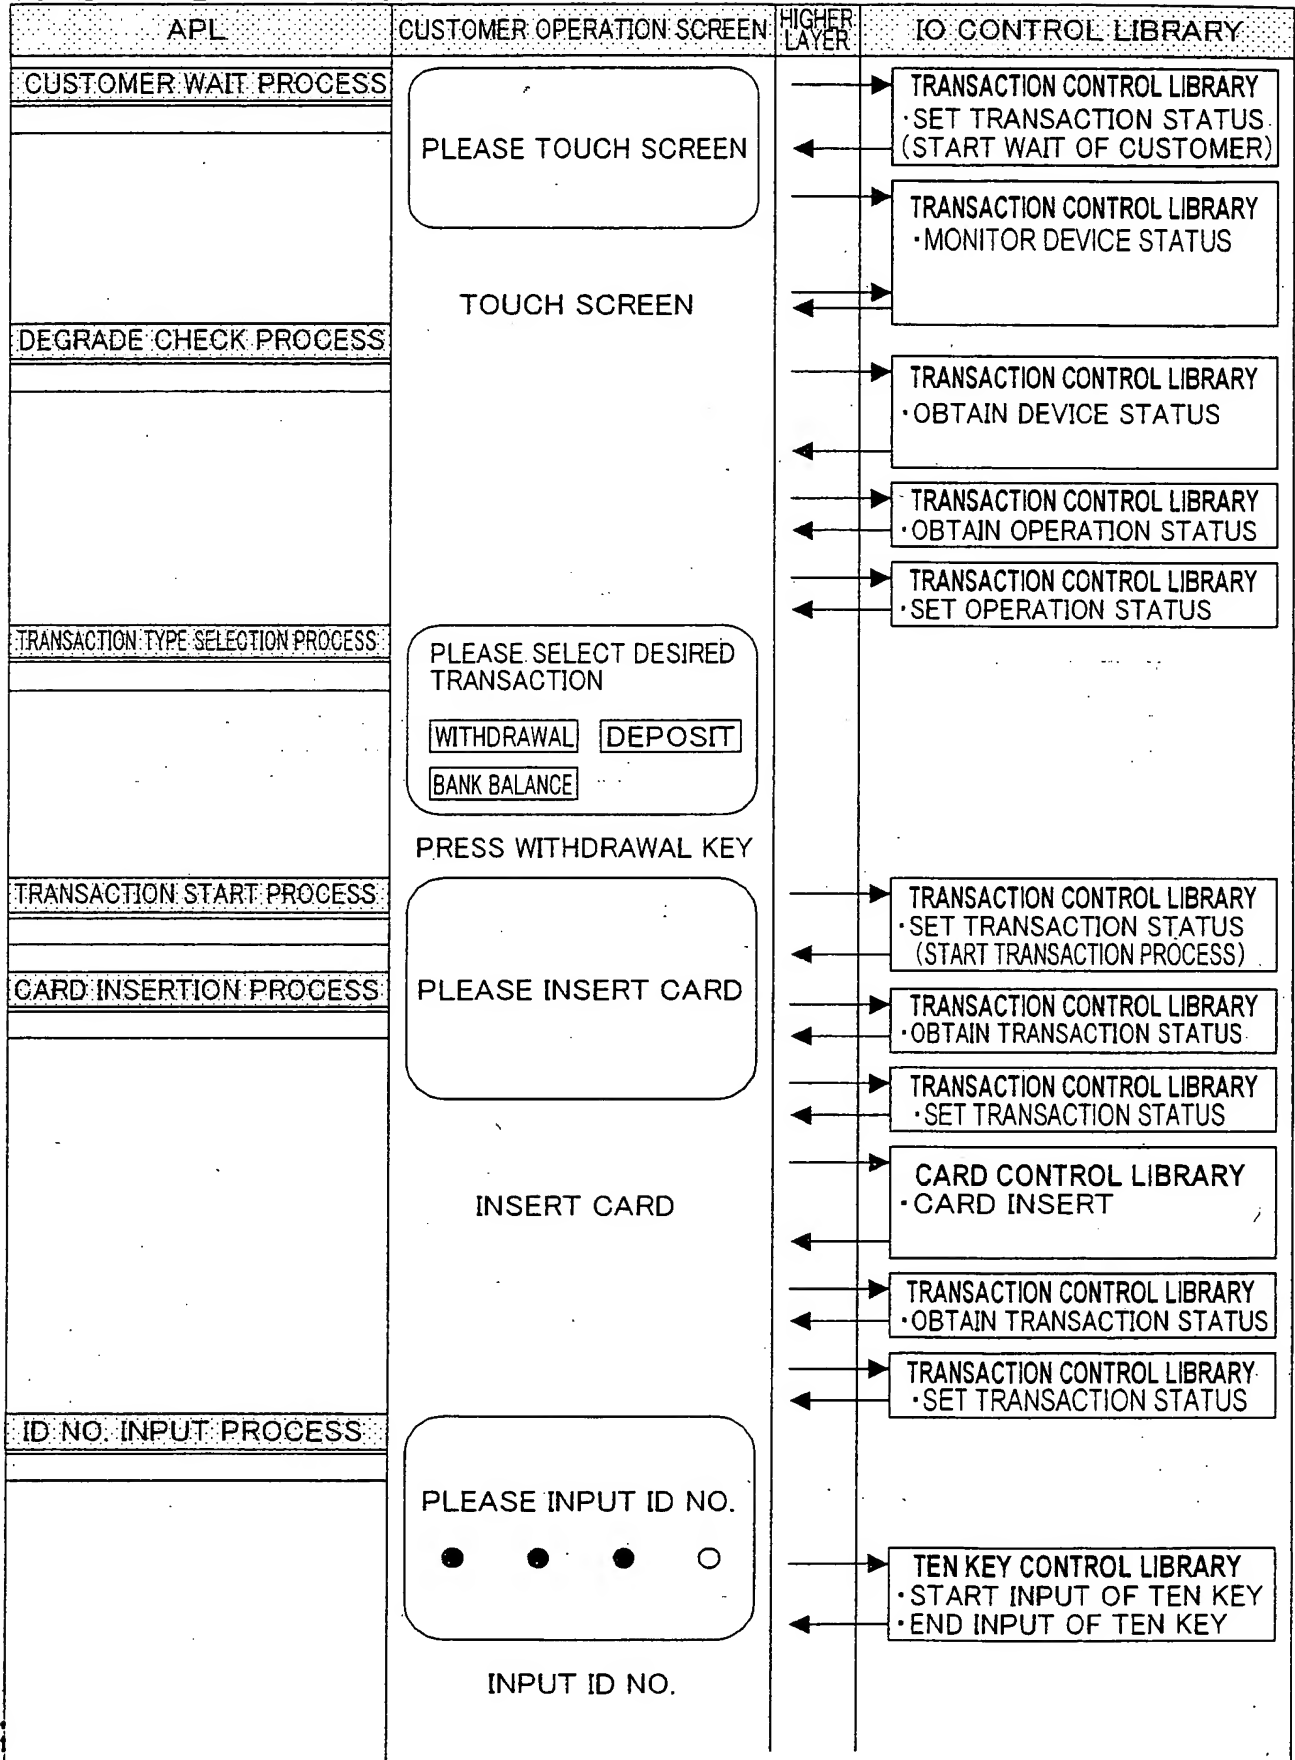 APL
CUSTOMER OPERATION SCREEN
HIGHER
LAYER
IO CONTROL LIBRARY
CUSTOMER WAIT PROCESS
PLEASE TOUCH SCREEN
TRANSACTION CONTROL LIBRARY
・SET TRANSACTION STATUS
(START WAIT OF CUSTOMER)
TRANSACTION CONTROL LIBRARY
・MONITOR DEVICE STATUS
TOUCH SCREEN
DEGRADE CHECK PROCESS
TRANSACTION CONTROL LIBRARY
・OBTAIN DEVICE STATUS
TRANSACTION CONTROL LIBRARY
・OBTAIN OPERATION STATUS
TRANSACTION CONTROL LIBRARY
・SET OPERATION STATUS
TRANSACTION TYPE SELECTION PROCESS
PLEASE SELECT DESIRED
TRANSACTION
WITHDRAWAL DEPOSIT
BANK BALANCE
PRESS WITHDRAWAL KEY
TRANSACTION START PROCESS
TRANSACTION CONTROL LIBRARY
・SET TRANSACTION STATUS
(START TRANSACTION PROCESS)
CARD INSERTION PROCESS
PLEASE INSERT CARD
TRANSACTION CONTROL LIBRARY
・OBTAIN TRANSACTION STATUS
TRANSACTION CONTROL LIBRARY
・SET TRANSACTION STATUS
INSERT CARD
CARD CONTROL LIBRARY
・CARD INSERT
TRANSACTION CONTROL LIBRARY
・OBTAIN TRANSACTION STATUS
TRANSACTION CONTROL LIBRARY
・SET TRANSACTION STATUS
ID NO. INPUT PROCESS
PLEASE INPUT ID NO.
TEN KEY CONTROL LIBRARY
・START INPUT OF TEN KEY
・END INPUT OF TEN KEY
INPUT ID NO.